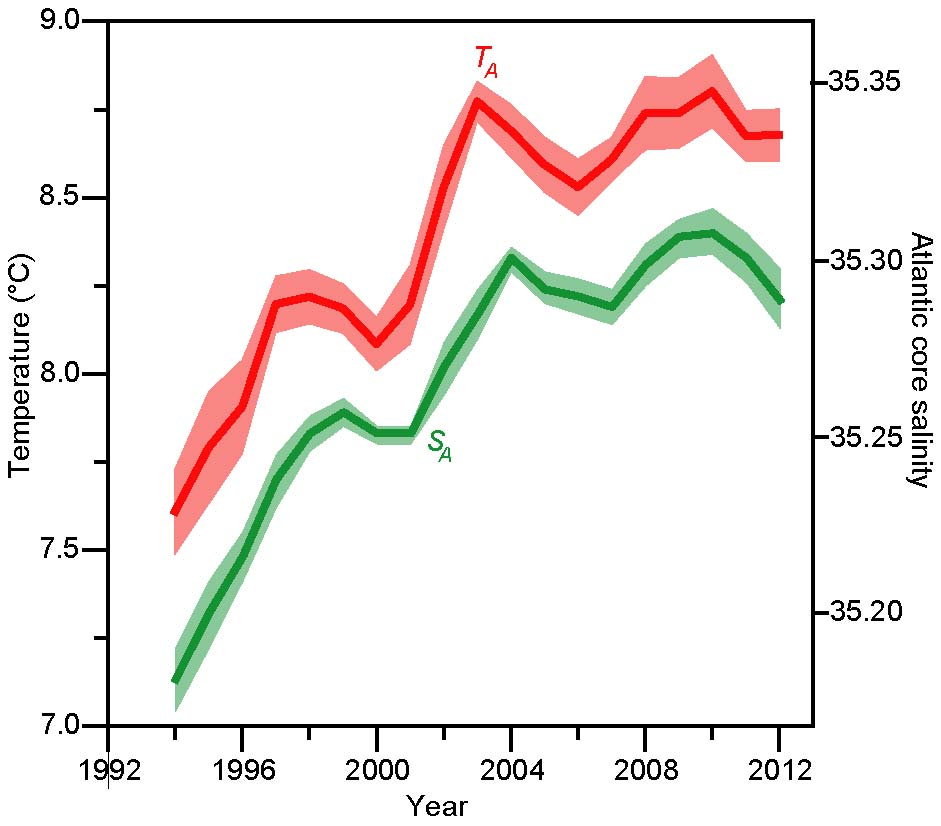 9.0
8.5
8.0
7.5
7.0
Temperature (°C)
T_A
S_A
35.35
35.30
35.25
35.20
Atlantic core salinity
1992 1996 2000 2004 2008 2012
Year